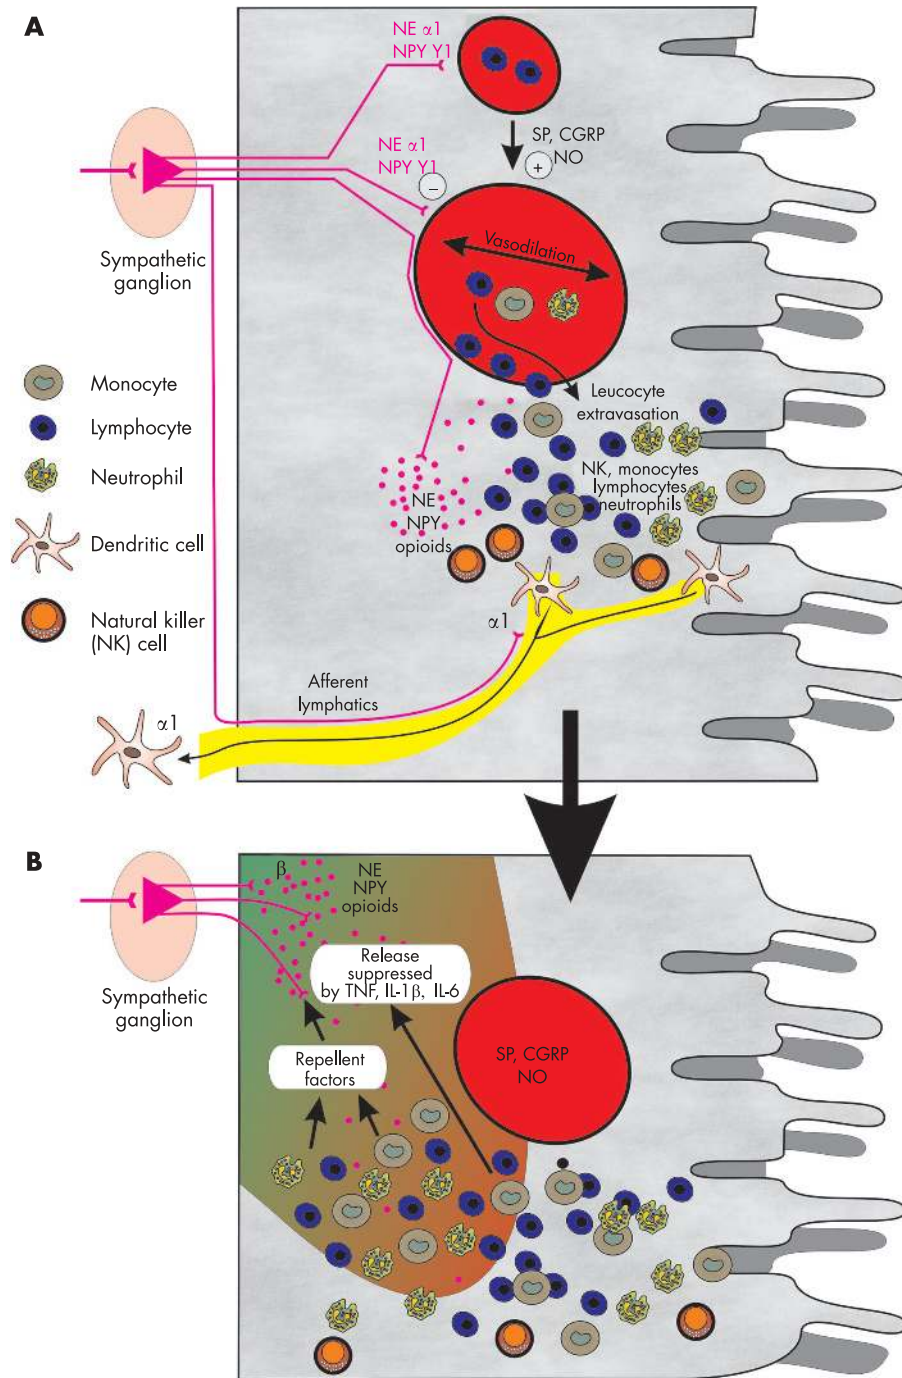 A
NE α1
NPY Y1
SP, CGRP
NO
+
NE α1
NPY Y1
−
Vasodilation
Sympathetic
ganglion
Monocyte
Lymphocyte
Neutrophil
Dendritic cell
Natural killer
(NK) cell
Leucocyte
extravasation
NK, monocytes
lymphocytes
neutrophils
NE
NPY
opioids
α1
Afferent
lymphatics
α1
B
β
NE
NPY
opioids
Release
suppressed
by TNF, IL-1β, IL-6
Sympathetic
ganglion
Repellent
factors
SP, CGRP
NO